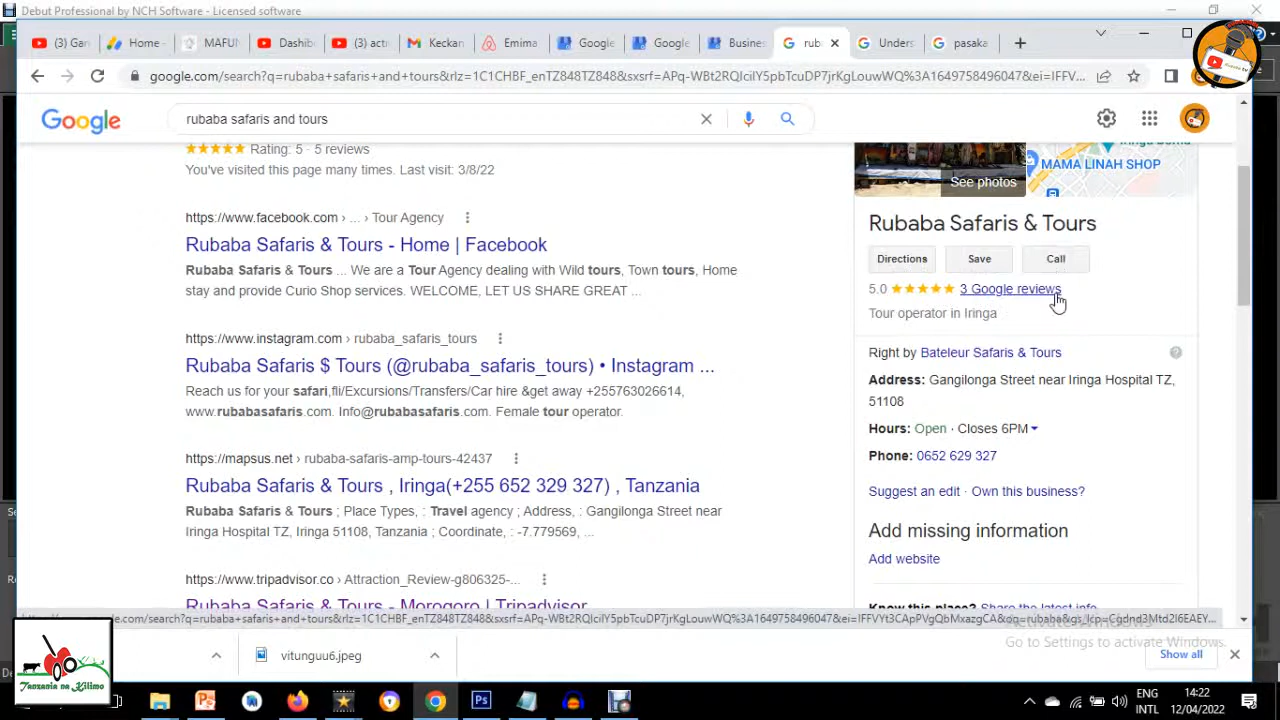 Debut Professional by NCH Software - Licensed software
(3) Gar
Home -
MAFUI
Dashbo
(3) acti
Keckan
Emima
Google
Google
Busine:
rub
Unders
pasaka
google.com/search?q=rubaba+safaris+and+tours&rlz=1C1CHBF_enTZ848TZ848&sxsrf=APq-WBt2RQIcilY5pbTcuDP7jrKgLouwWQ%3A1649758496047&ei=IFFV...
Google
rubaba safaris and tours
Rating: 5 · 5 reviews
You've visited this page many times. Last visit: 3/8/22
https://www.facebook.com › ... › Tour Agency
Rubaba Safaris & Tours - Home | Facebook
Rubaba Safaris & Tours ... We are a Tour Agency dealing with Wild tours, Town tours, Home
stay and provide Curio Shop services. WELCOME, LET US SHARE GREAT ...
https://www.instagram.com › rubaba_safaris_tours
Rubaba Safaris $ Tours (@rubaba_safaris_tours) • Instagram ...
Reach us for your safari,fli/Excursions/Transfers/Car hire &get away +255763026614,
www.rubabasafaris.com. Info@rubabasafaris.com. Female tour operator.
https://mapsus.net › rubaba-safaris-amp-tours-42437
Rubaba Safaris & Tours , Iringa(+255 652 329 327) , Tanzania
Rubaba Safaris & Tours ; Place Types, : Travel agency ; Address, : Gangilonga Street near
Iringa Hospital TZ, Iringa 51108, Tanzania ; Coordinate, : -7.779569, ...
https://www.tripadvisor.co › Attraction_Review-g806325-...
Rubaba Safaris & Tours - Morogoro | Tripadvisor
See photos
MAMA LINAH SHOP
Rubaba Safaris & Tours
Directions
Save
Call
5.0 3 Google reviews
Tour operator in Iringa
Right by Bateleur Safaris & Tours
Address: Gangilonga Street near Iringa Hospital TZ,
51108
Hours: Open · Closes 6PM
Phone: 0652 629 327
Suggest an edit · Own this business?
Add missing information
Add website
Know this place? Share the latest info
Activate Windows
Go to Settings to activate Windows.
vitunguu6.jpeg
Show all
Tanzania na Kilimo
ENG
INTL
14:22
12/04/2022